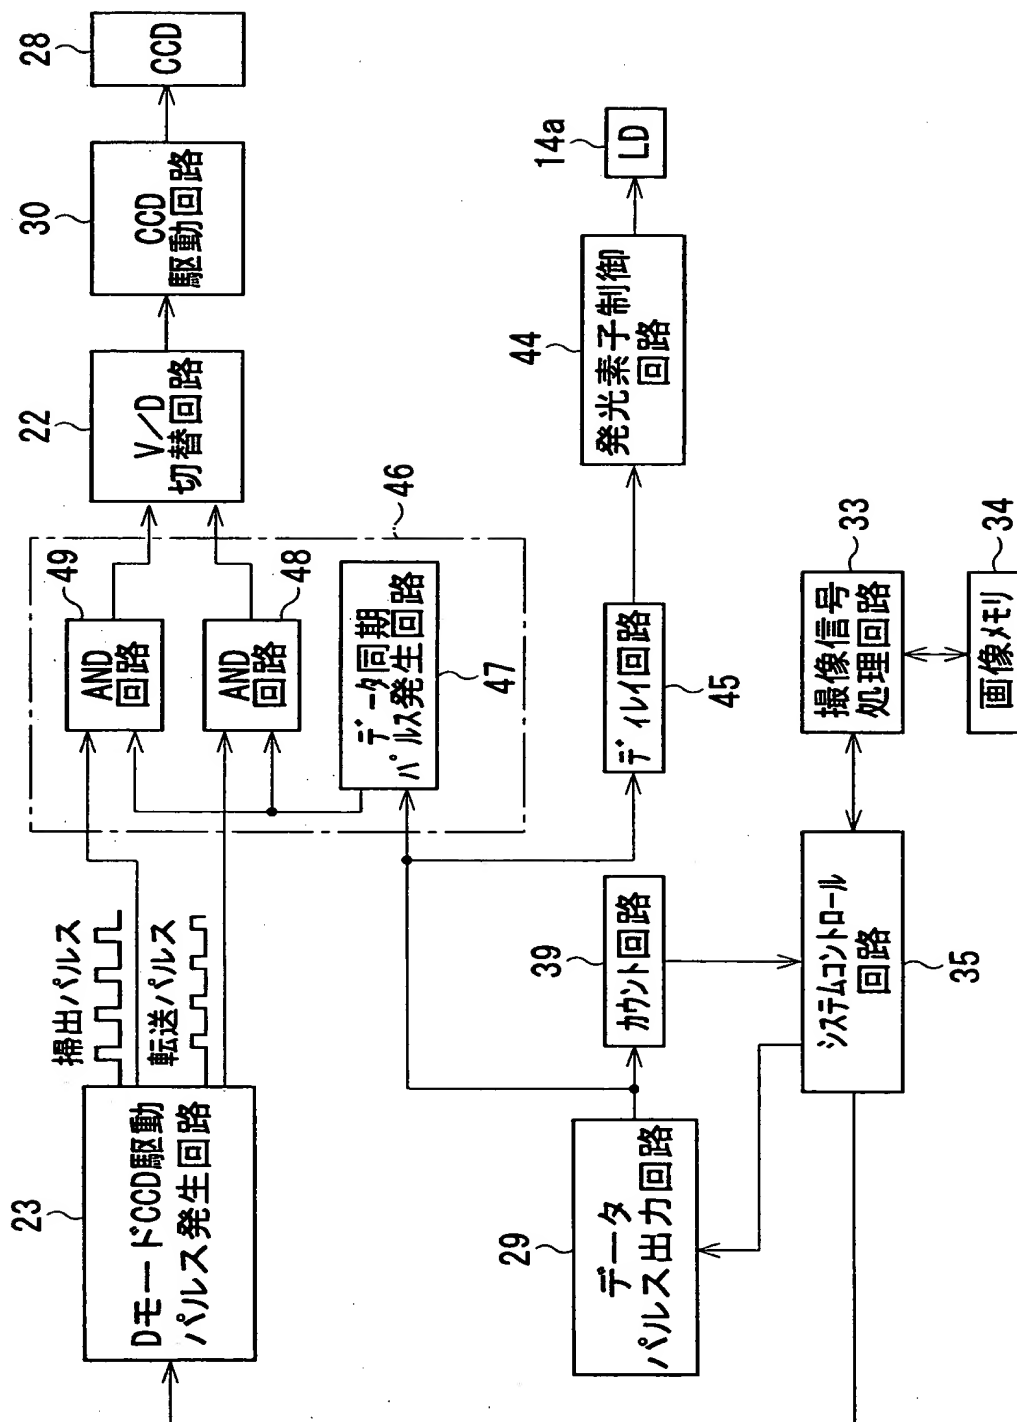 28
CCD
30
CCD
駆動回路
22
V/D
切替回路
46
49
AND
回路
48
AND
回路
データ同期
パルス発生回路
47
掃出パルス
転送パルス
23
DモードCCD駆動
パルス発生回路
14a
LD
44
発光素子制御
回路
ディレイ回路
45
39
カウント回路
29
データ
パルス出力回路
33
撮像信号
処理回路
34
画像メモリ
システムコントロール
回路
35